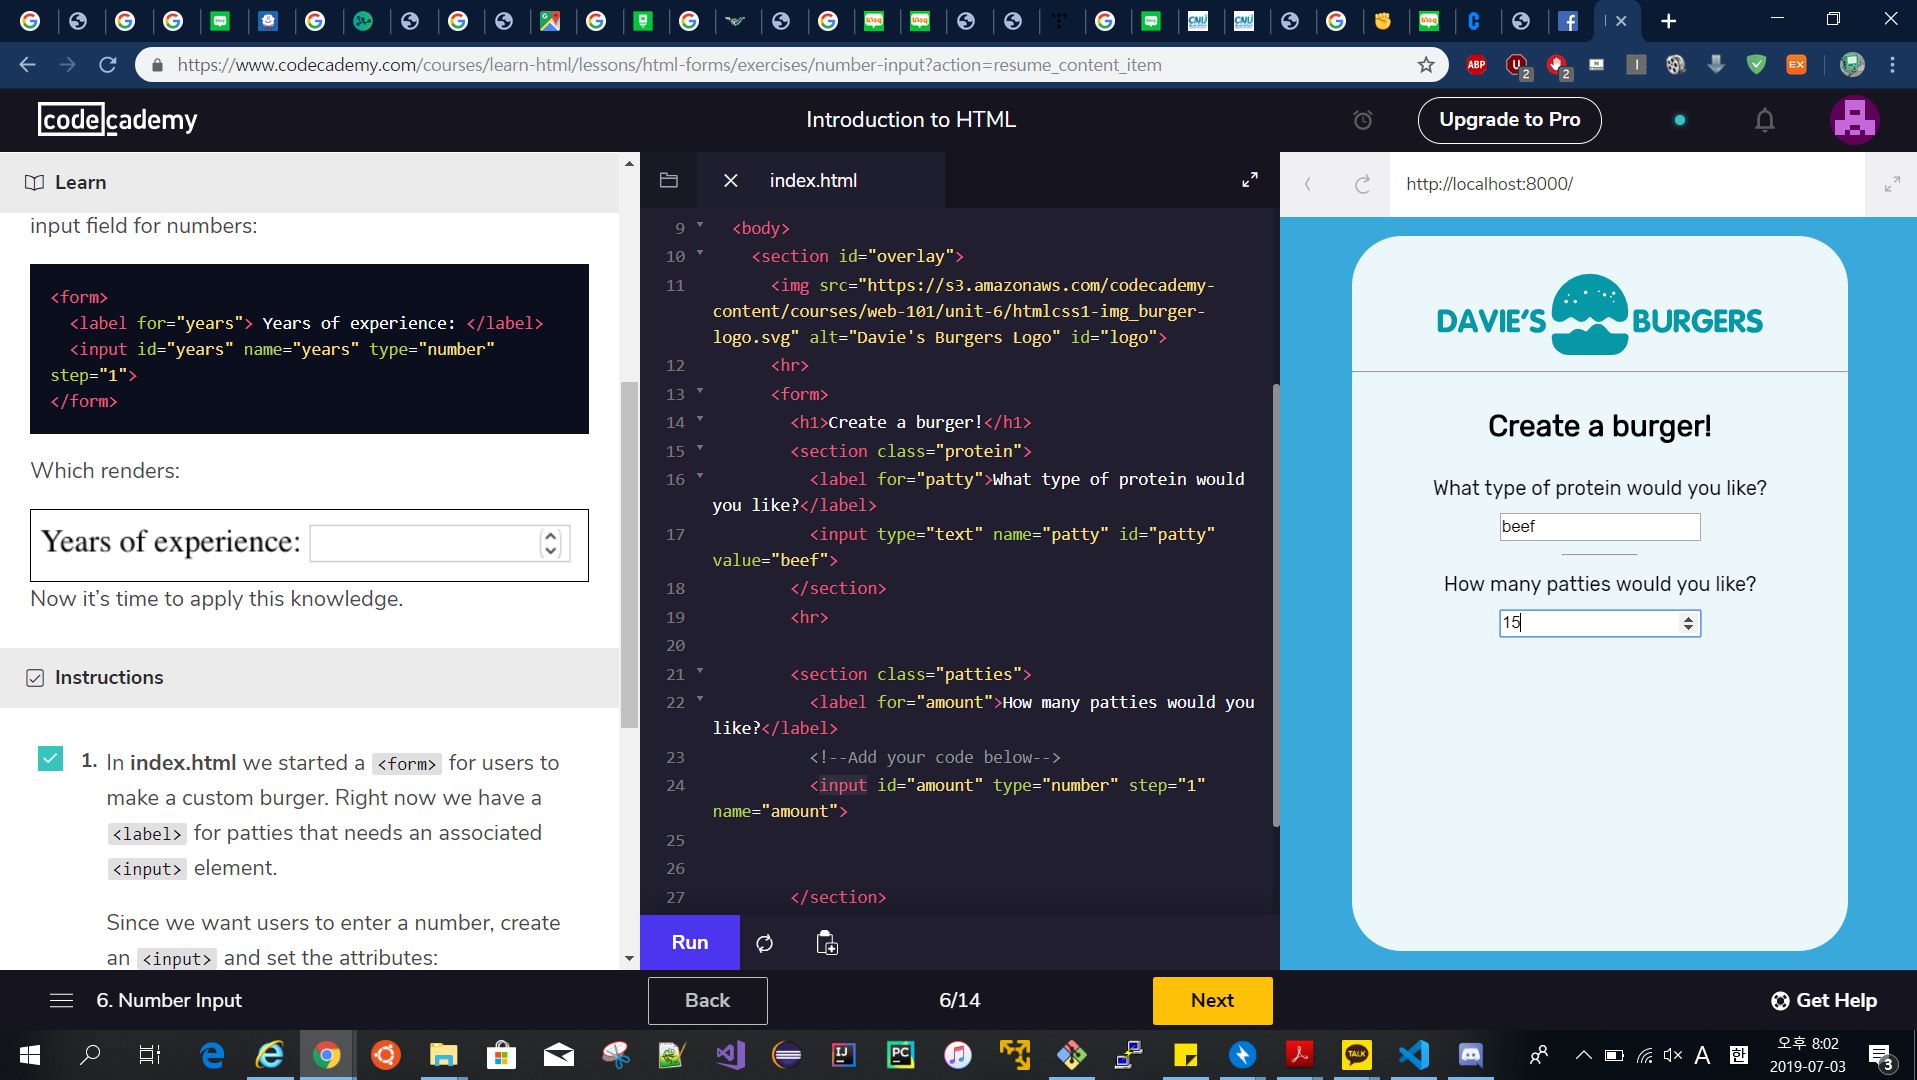 https://www.codecademy.com/courses/learn-html/lessons/html-forms/exercises/number-input?action=resume_content_item
ABP
2
2
EX
codecademy
Introduction to HTML
Upgrade to Pro
Learn
input field for numbers:
<form>
<label for="years"> Years of experience: </label>
<input id="years" name="years" type="number"
step="1">
</form>
Which renders:
Years of experience:
Now it's time to apply this knowledge.
Instructions
1. In index.html we started a <form> for users to
make a custom burger. Right now we have a
<label> for patties that needs an associated
<input> element.
Since we want users to enter a number, create
an <input> and set the attributes:
index.html
9 <body>
10 <section id="overlay">
11 <img src="https://s3.amazonaws.com/codecademy-
content/courses/web-101/unit-6/htmlcss1-img_burger-
logo.svg" alt="Davie's Burgers Logo" id="logo">
12 <hr>
13 <form>
14 <h1>Create a burger!</h1>
15 <section class="protein">
16 <label for="patty">What type of protein would
you like?</label>
17 <input type="text" name="patty" id="patty"
value="beef">
18 </section>
19 <hr>
20
21 <section class="patties">
22 <label for="amount">How many patties would you
like?</label>
23 <!--Add your code below-->
24 <input id="amount" type="number" step="1"
name="amount">
25
26
27 </section>
Run
http://localhost:8000/
DAVIE'S BURGERS
Create a burger!
What type of protein would you like?
beef
How many patties would you like?
15
6. Number Input
Back
6/14
Next
Get Help
IJ
PC
TALK
A
한
오후 8:02
2019-07-03
3